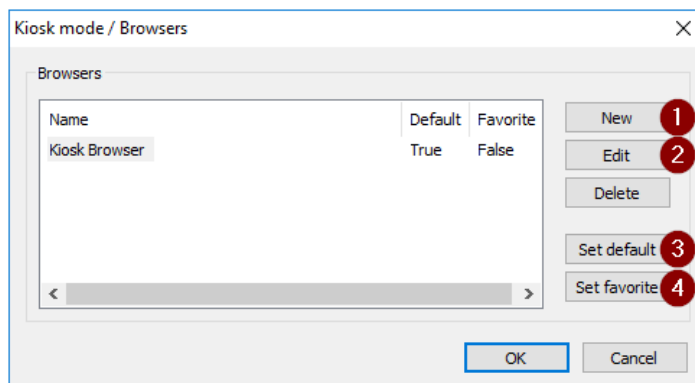 Kiosk mode / Browsers
Browsers
Name Default Favorite
Kiosk Browser True False
New 1
Edit 2
Delete
Set default 3
Set favorite 4
OK Cancel